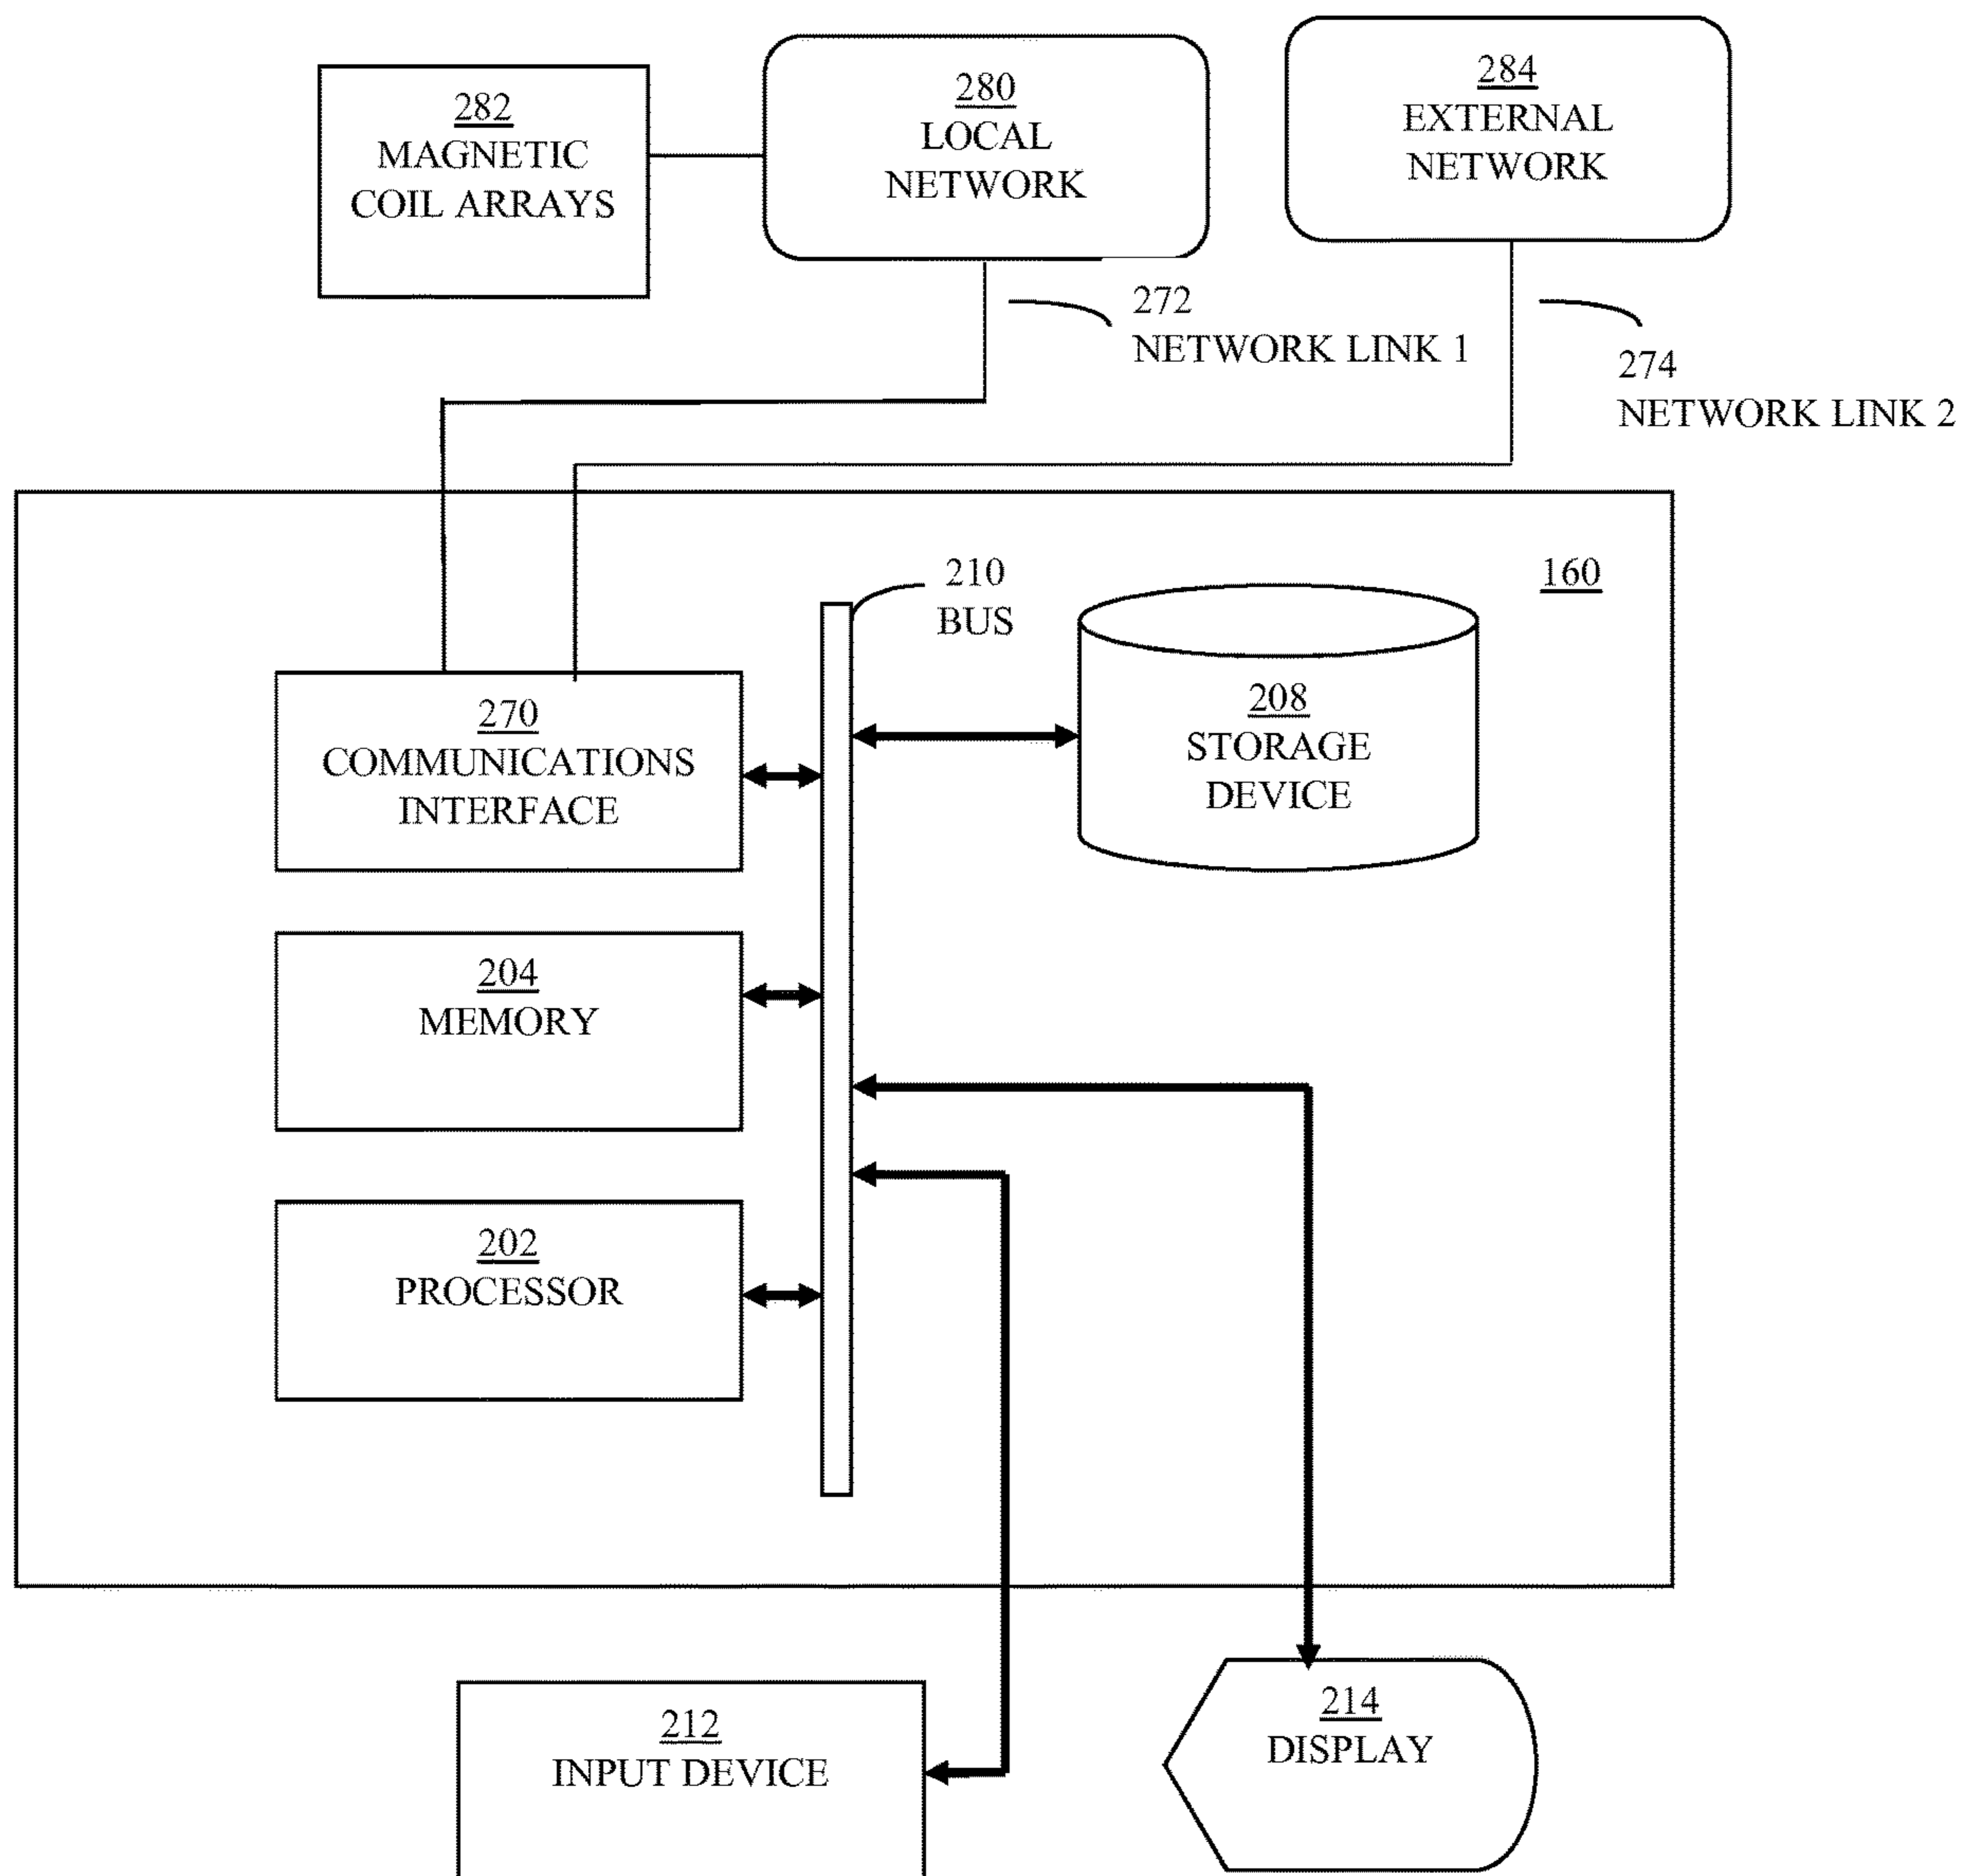 282
MAGNETIC
COIL ARRAYS
280
LOCAL
NETWORK
284
EXTERNAL
NETWORK
272
NETWORK LINK 1
274
NETWORK LINK 2
160
210
BUS
270
COMMUNICATIONS
INTERFACE
208
STORAGE
DEVICE
204
MEMORY
202
PROCESSOR
212
INPUT DEVICE
214
DISPLAY